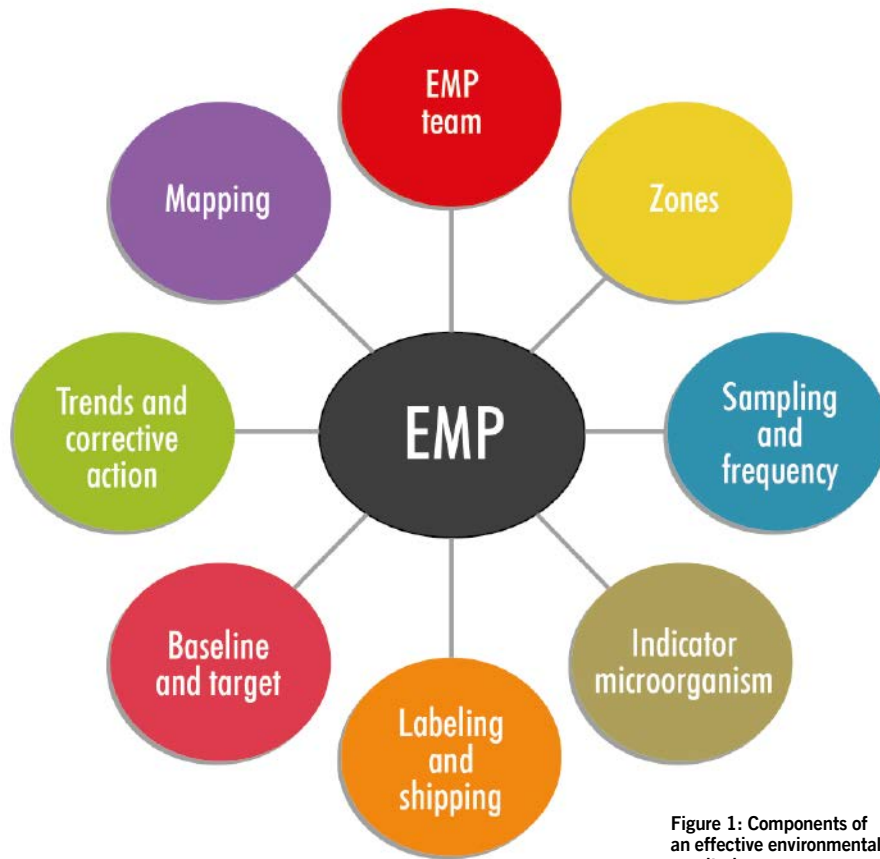 EMP
team
Mapping
Zones
Trends and
corrective
action
EMP
Sampling
and
frequency
Baseline
and target
Indicator
microorganism
Labeling
and
shipping
Figure 1: Components of
an effective environmental